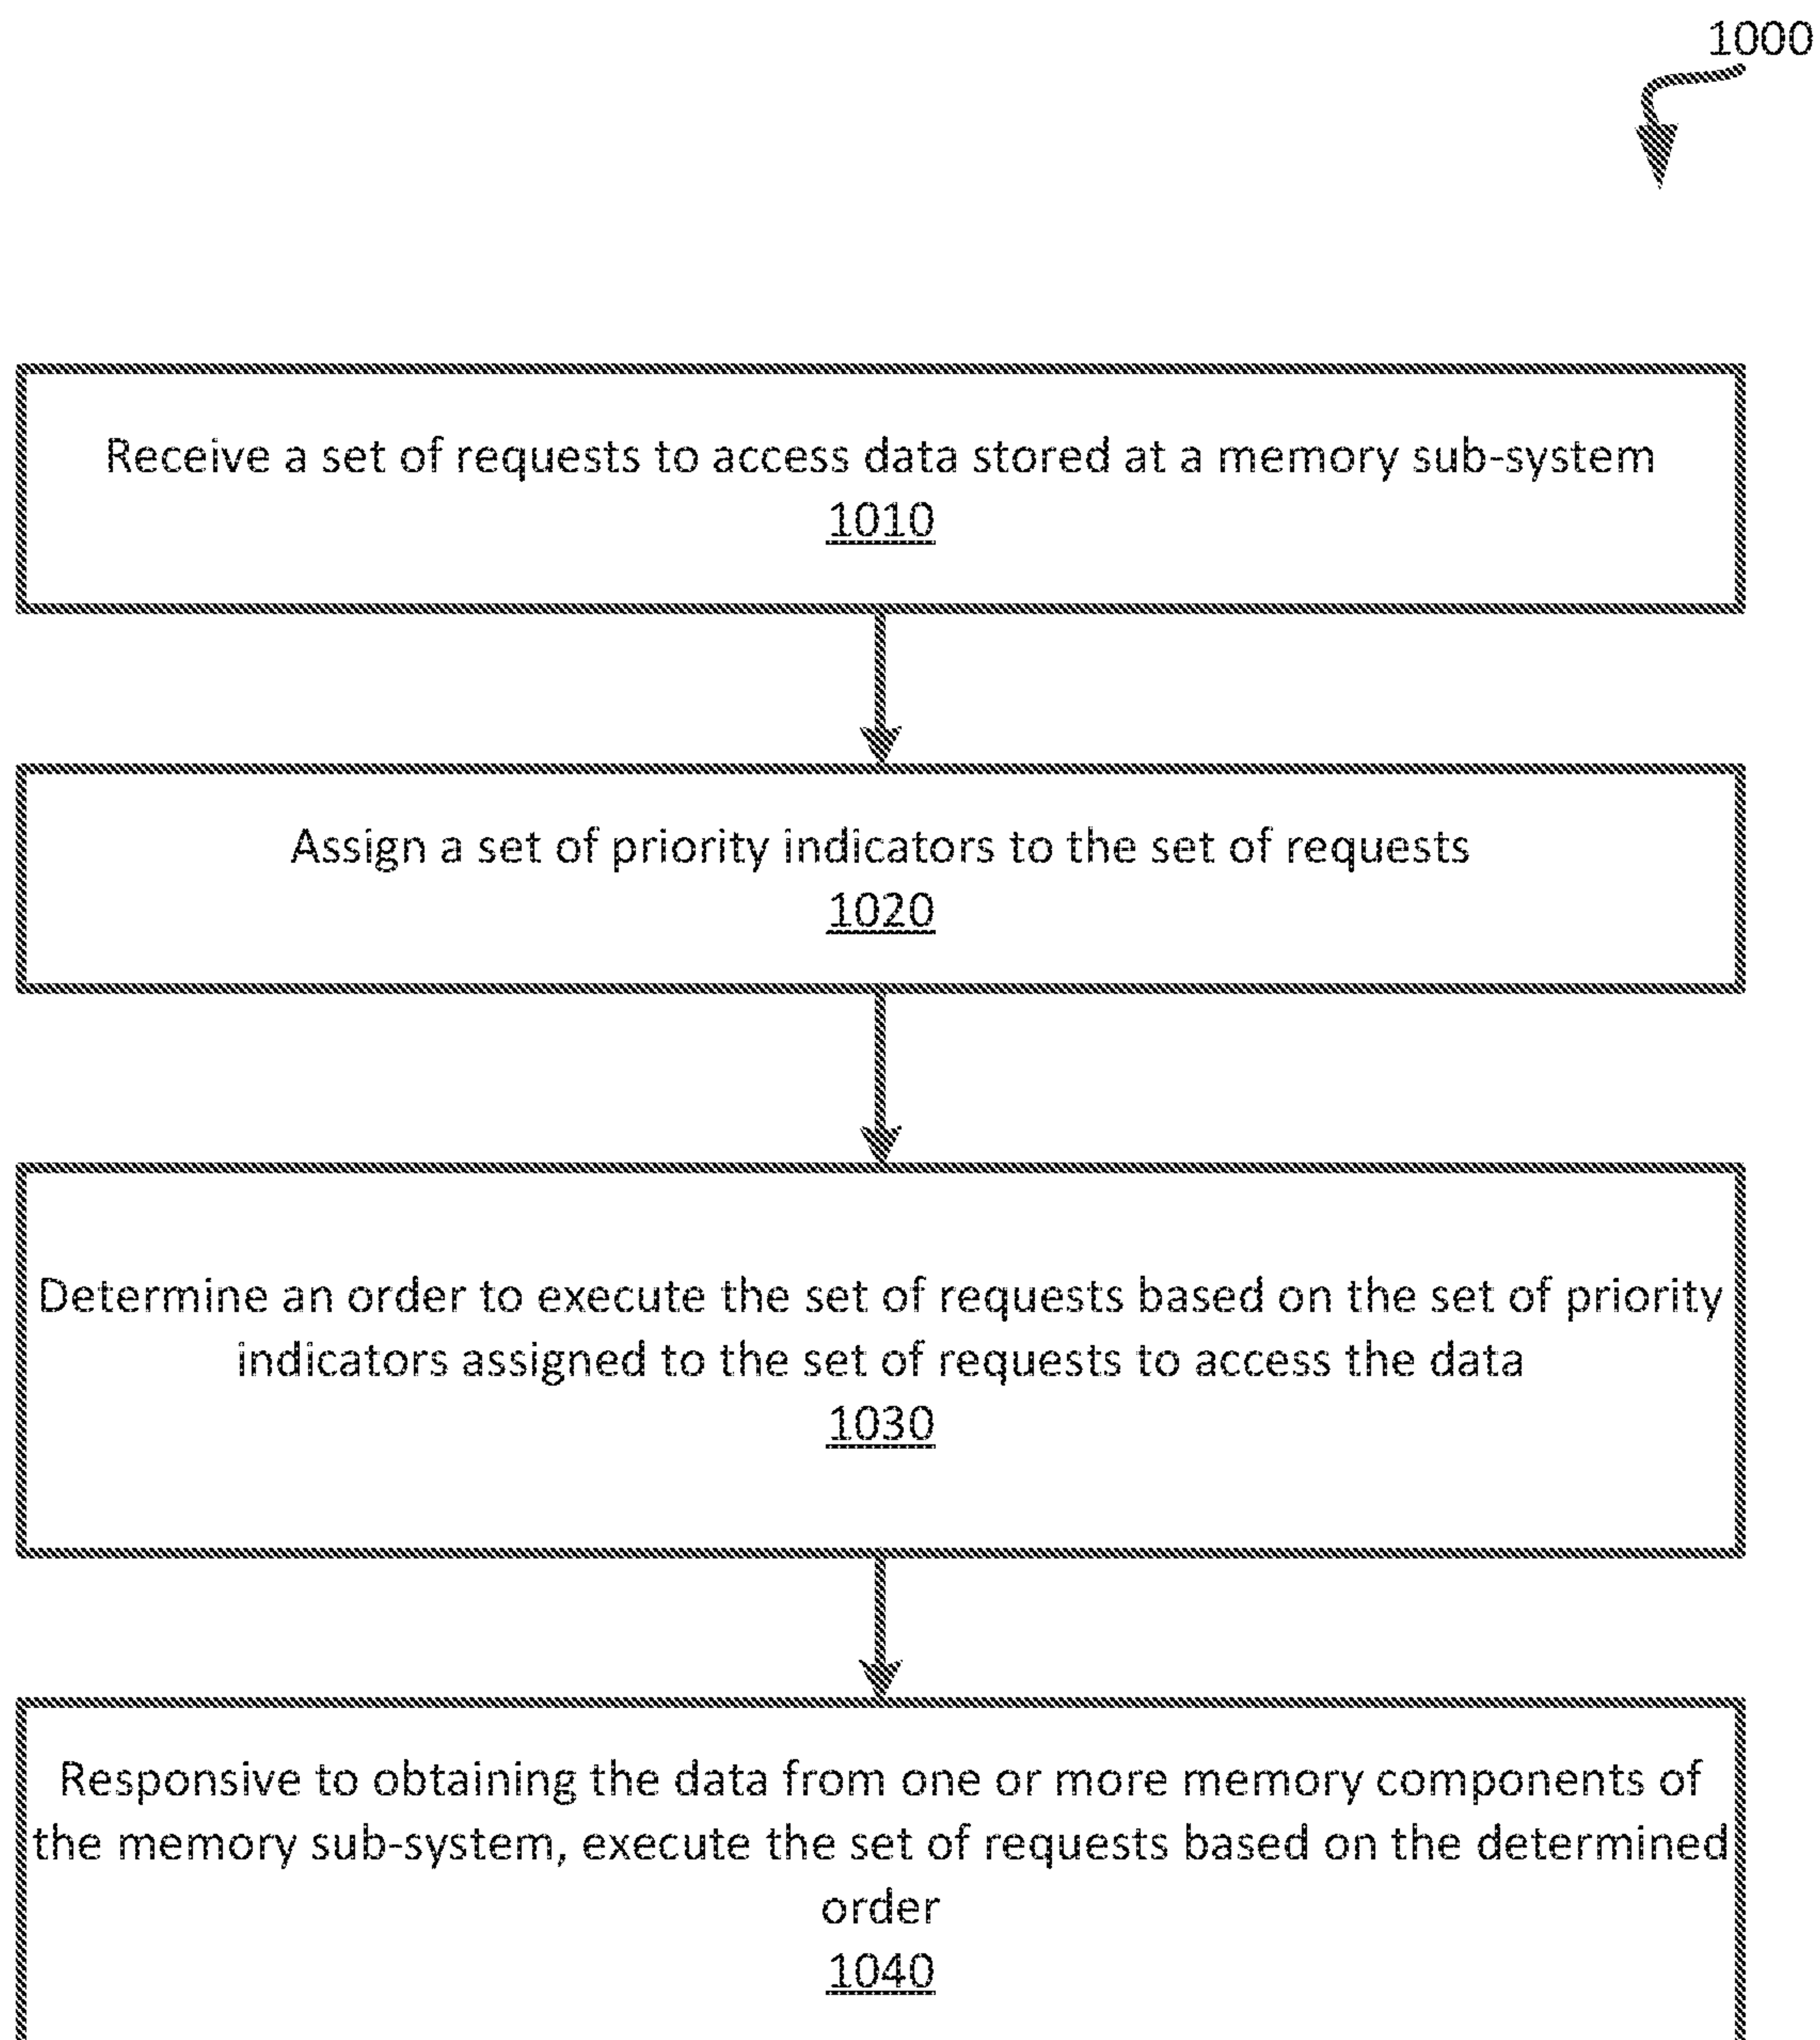 1000
Receive a set of requests to access data stored at a memory sub-system
1010
Assign a set of priority indicators to the set of requests
1020
Determine an order to execute the set of requests based on the set of priority
indicators assigned to the set of requests to access the data
1030
Responsive to obtaining the data from one or more memory components of
the memory sub-system, execute the set of requests based on the determined
order
1040